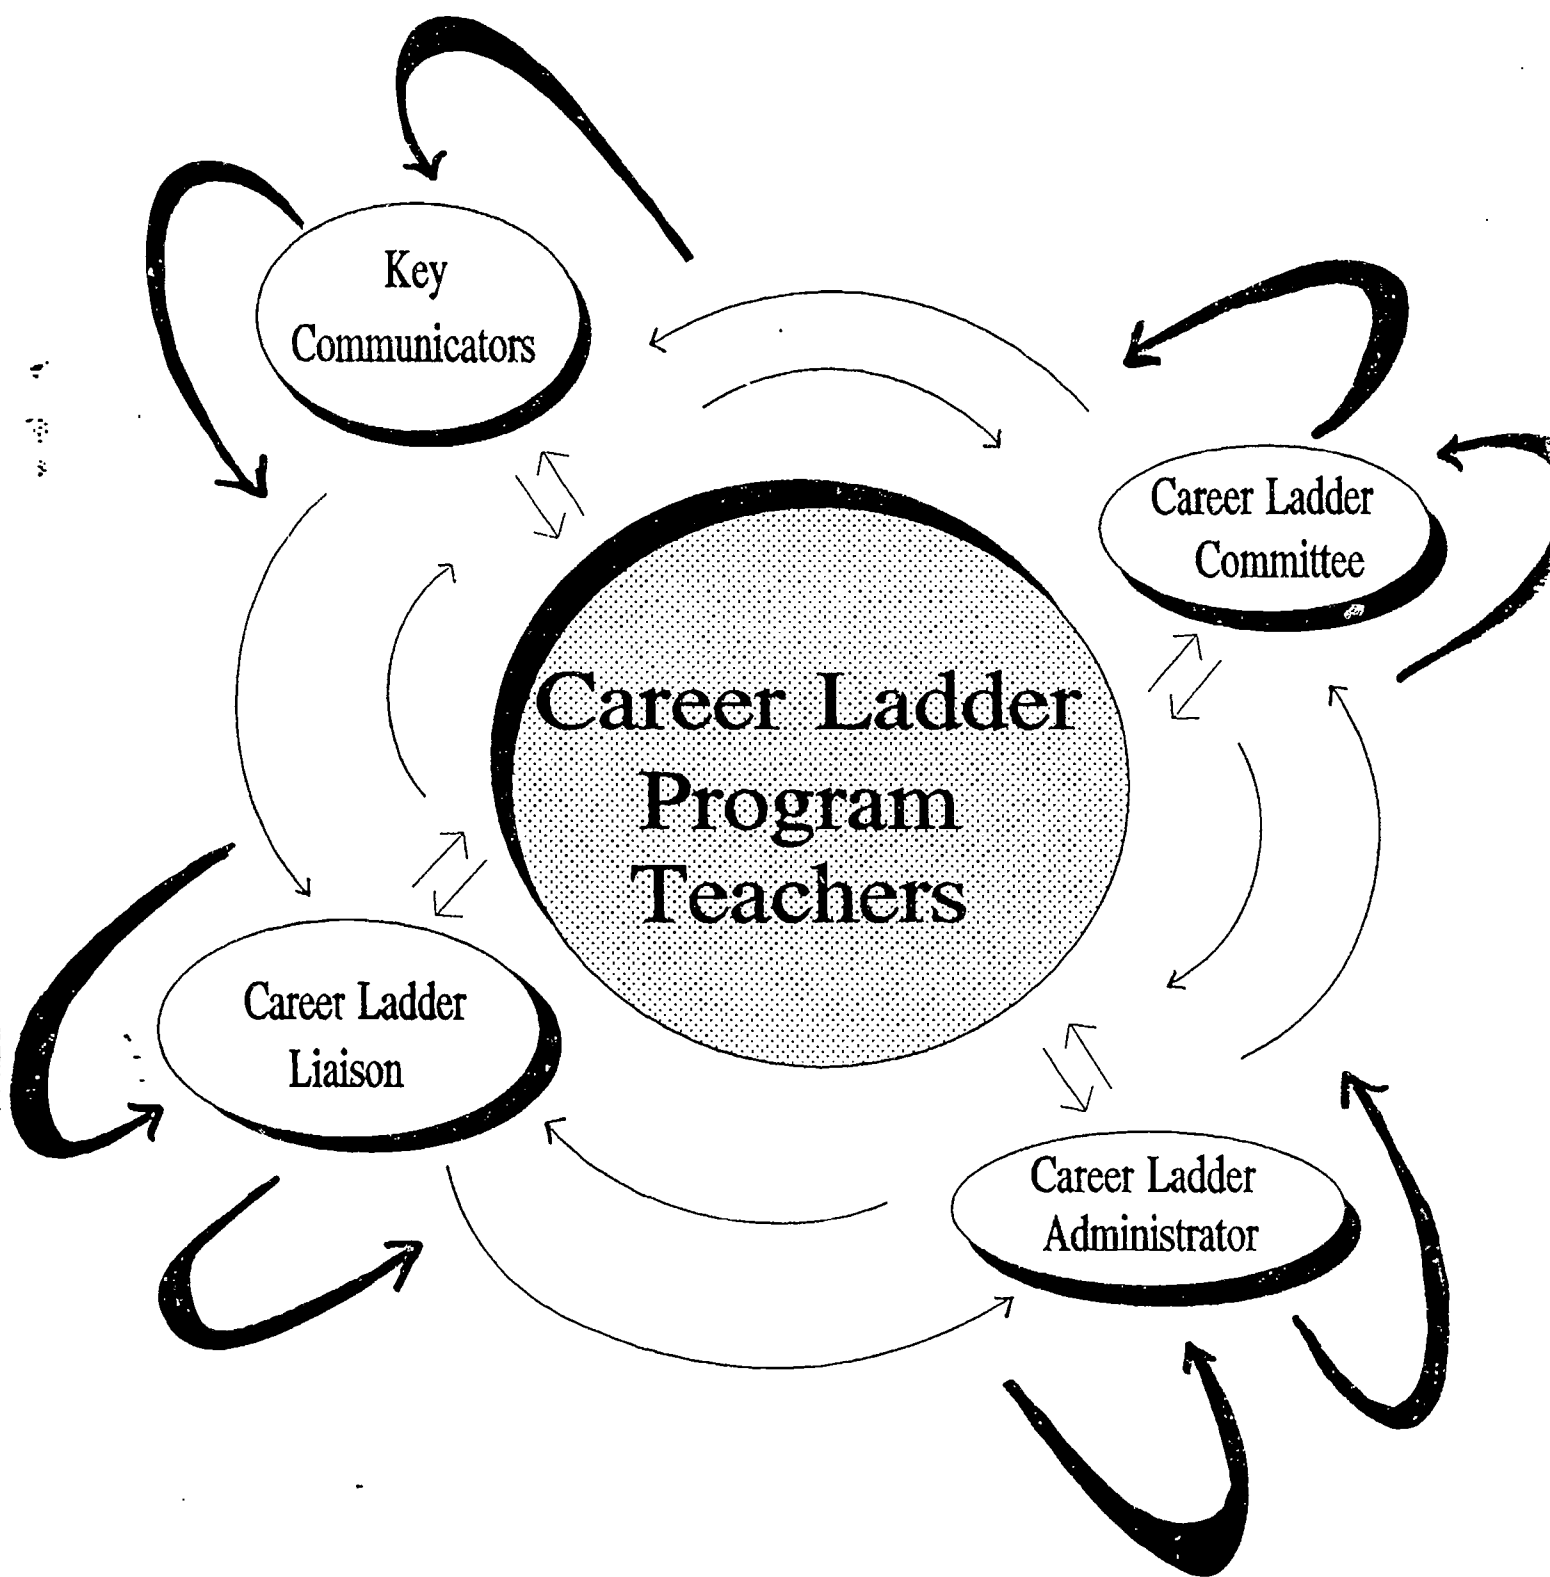 Key
Communicators
Career Ladder
Committee
Career Ladder
Program
Teachers
Career Ladder
Liaison
Career Ladder
Administrator